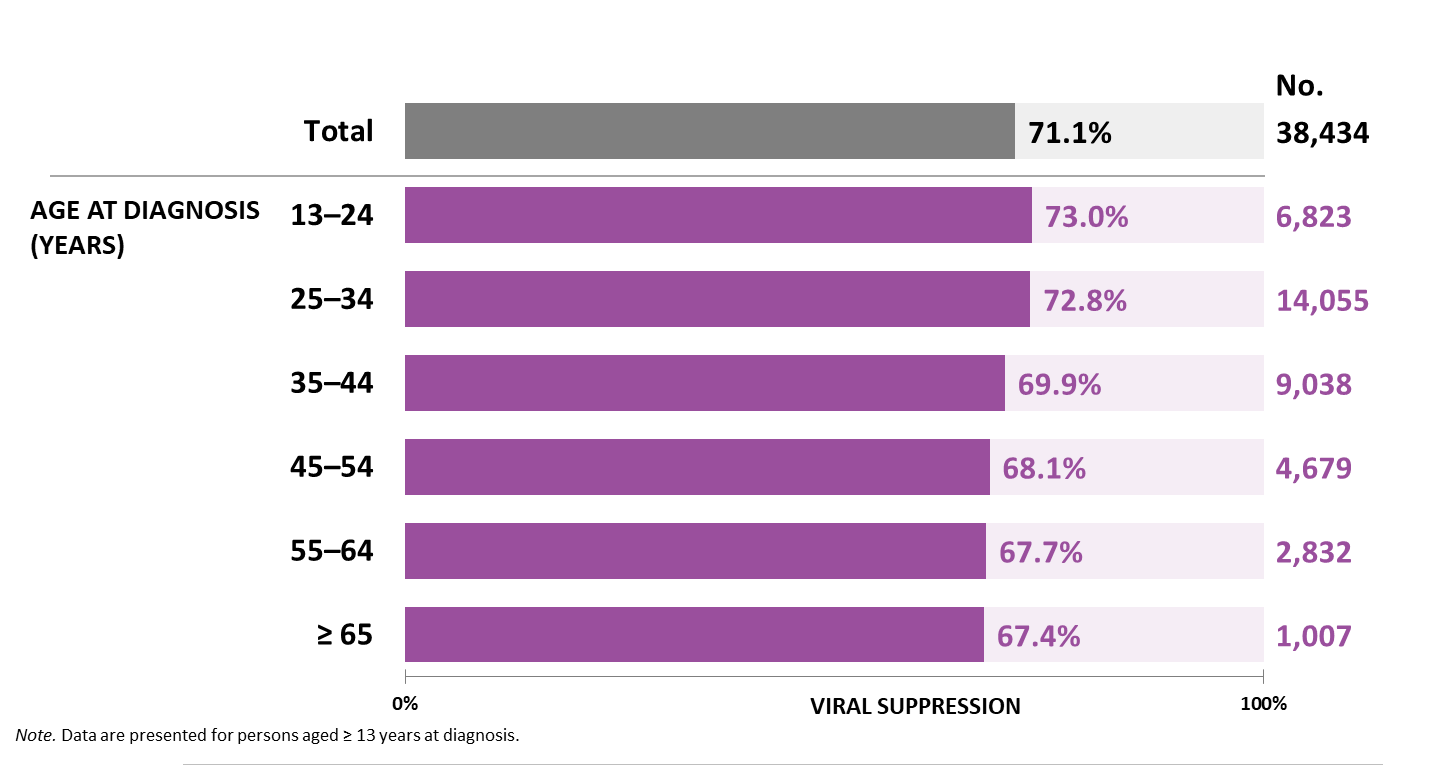 No.
Total 71.1% 38,434
AGE AT DIAGNOSIS
(YEARS)
13–24 73.0% 6,823
25–34 72.8% 14,055
35–44 69.9% 9,038
45–54 68.1% 4,679
55–64 67.7% 2,832
≥ 65 67.4% 1,007
0% VIRAL SUPPRESSION 100%
Note. Data are presented for persons aged ≥ 13 years at diagnosis.